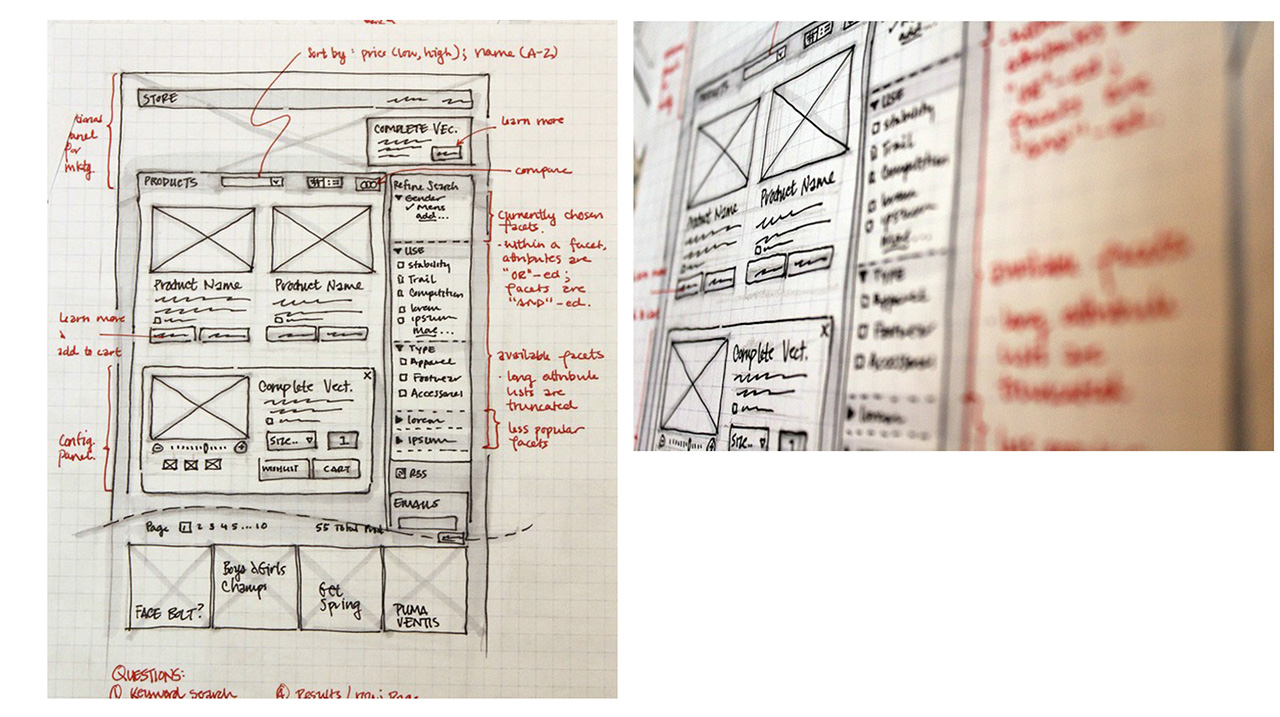 Sort by: price (low, high); name (A-Z)
STORE
COMPLETE VEC.
learn more
tional
panel
for
mktg
compare
PRODUCTS
Refine Search
▼ Gender
✓ Mens
add...
Currently chosen
facets.
- within a facet,
attributes are
"OR"-ed;
facets are
"AND"-ed.
▼ USE
stability
Trail
Competition
lorem
ipsum
Product Name
Product Name
learn more
&
add to cart
▼ TYPE
Apparel
Footwear
Accessories
available facets
- long attribute
lists are
truncated
▶ lorem
▶ ipsum
less popular
facets
Config.
panel.
X
Complete Vect.
SIZE.. ▽
1
WISHLIST
CART
RSS
EMAILS
Page 1 2 3 4 5 ... 10
55 Total Prod
FACE BOLT?
Boys & Girls
Champs
Get
Spring
PUMA
VENTIS
QUESTIONS:
① Keyword search
④ Results /
add...
PRODUCTS
▼ USE
stability
Trail
Competition
lorem
ipsum
attributes are
"OR"-ed;
facets are
"AND"-ed.
Product Name
Product Name
▼ TYPE
Apparel
Footwear
Accessories
available facets
- long attribute
lists are
truncated
X
Complete Vect.
SIZE.. ▽
1
▶ lorem